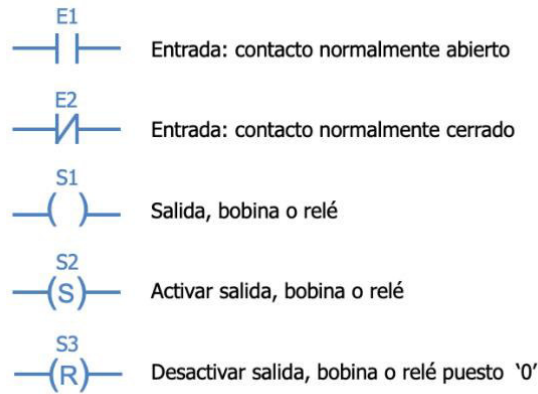 E1
Entrada: contacto normalmente abierto
E2
Entrada: contacto normalmente cerrado
S1
Salida, bobina o relé
S2
(S)
Activar salida, bobina o relé
S3
(R)
Desactivar salida, bobina o relé puesto ‘0’